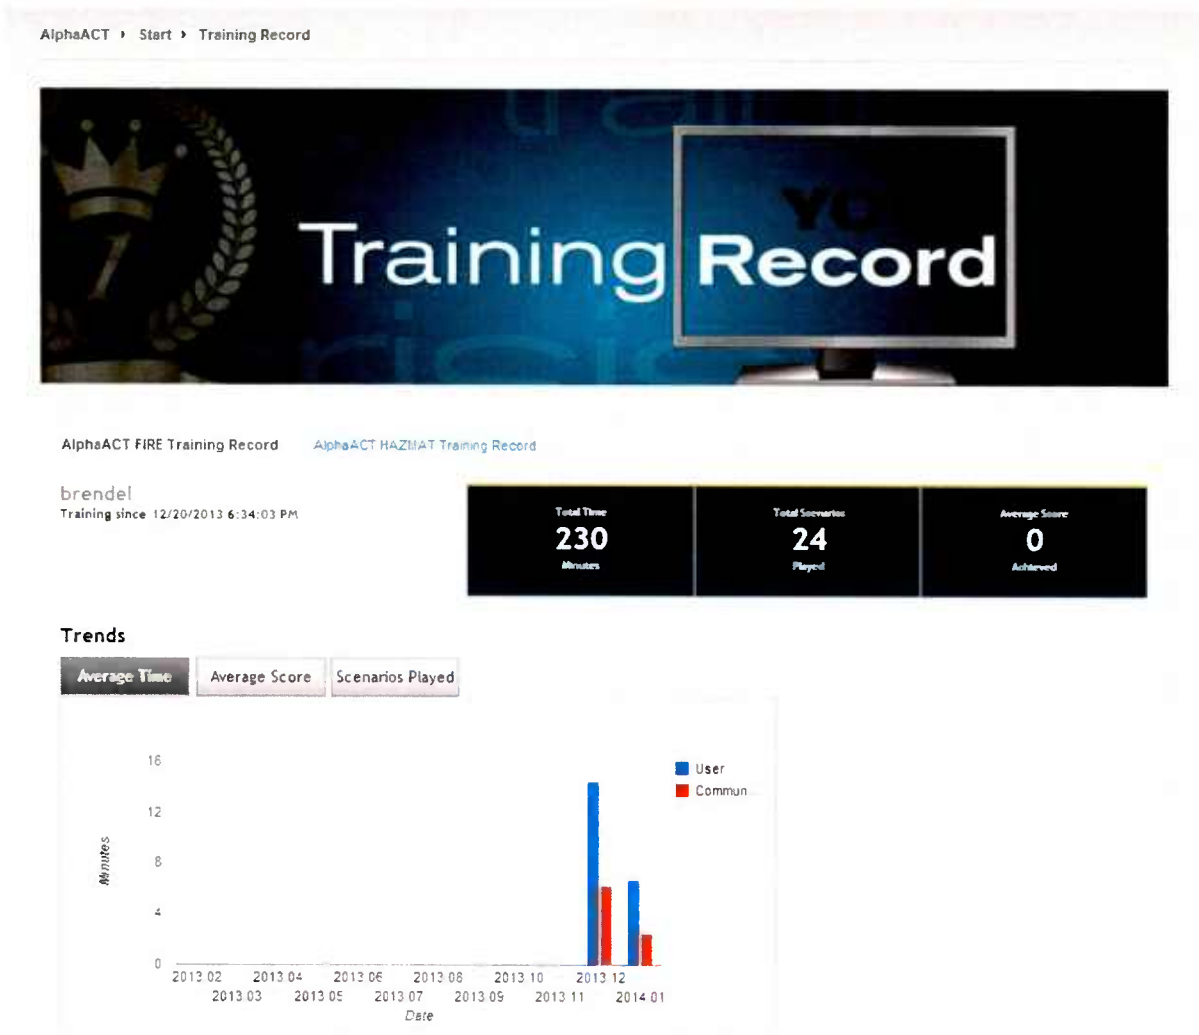 AlphaACT › Start › Training Record
train
1
YO
Training Record
crisis
AlphaACT FIRE Training Record AlphaACT HAZMAT Training Record
brendel
Training since 12/20/2013 6:34:03 PM
Total Time Total Scenarios Average Score
230 24 0
Minutes Played Achieved
Trends
Average Time Average Score Scenarios Played
16
User
Commun...
12
8
Minutes
4
0
2013 02 2013 04 2013 06 2013 08 2013 10 2013 12
2013 03 2013 05 2013 07 2013 09 2013 11 2014 01
Date